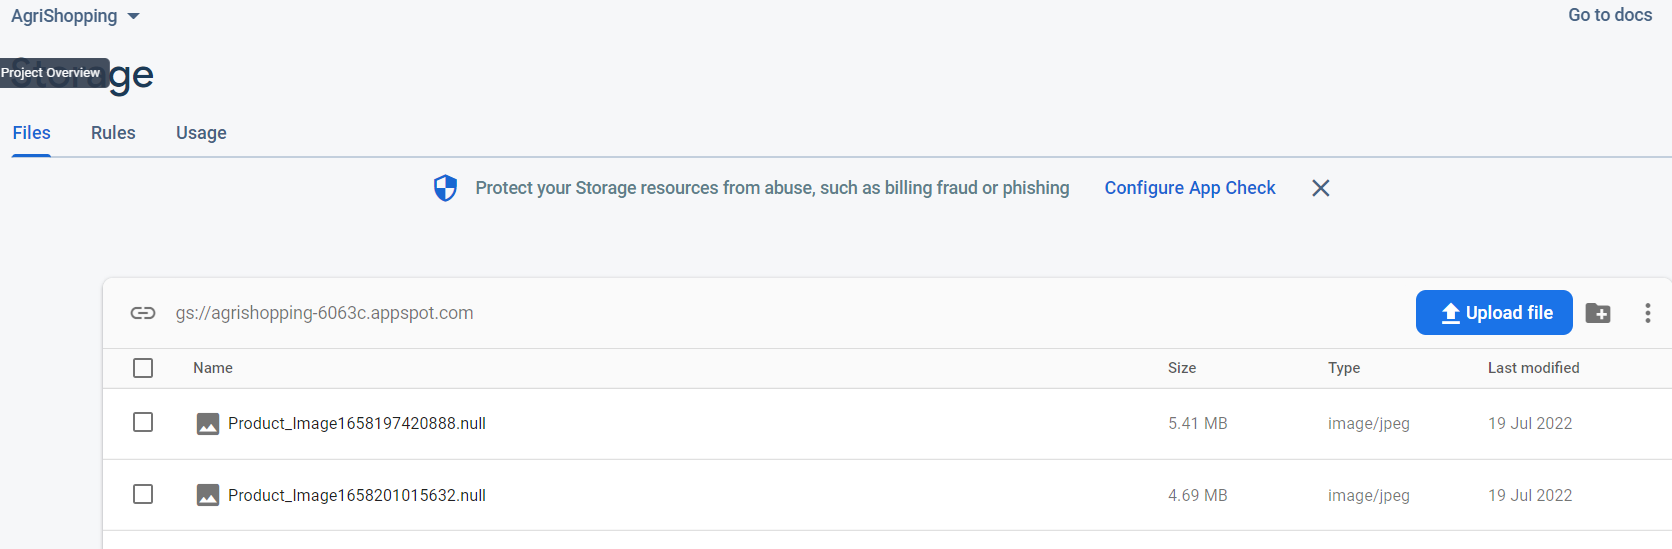 AgriShopping
Go to docs
Storage
Project Overview
Files Rules Usage
Protect your Storage resources from abuse, such as billing fraud or phishing Configure App Check
gs://agrishopping-6063c.appspot.com
Upload file
Name Size Type Last modified
Product_Image1658197420888.null 5.41 MB image/jpeg 19 Jul 2022
Product_Image1658201015632.null 4.69 MB image/jpeg 19 Jul 2022